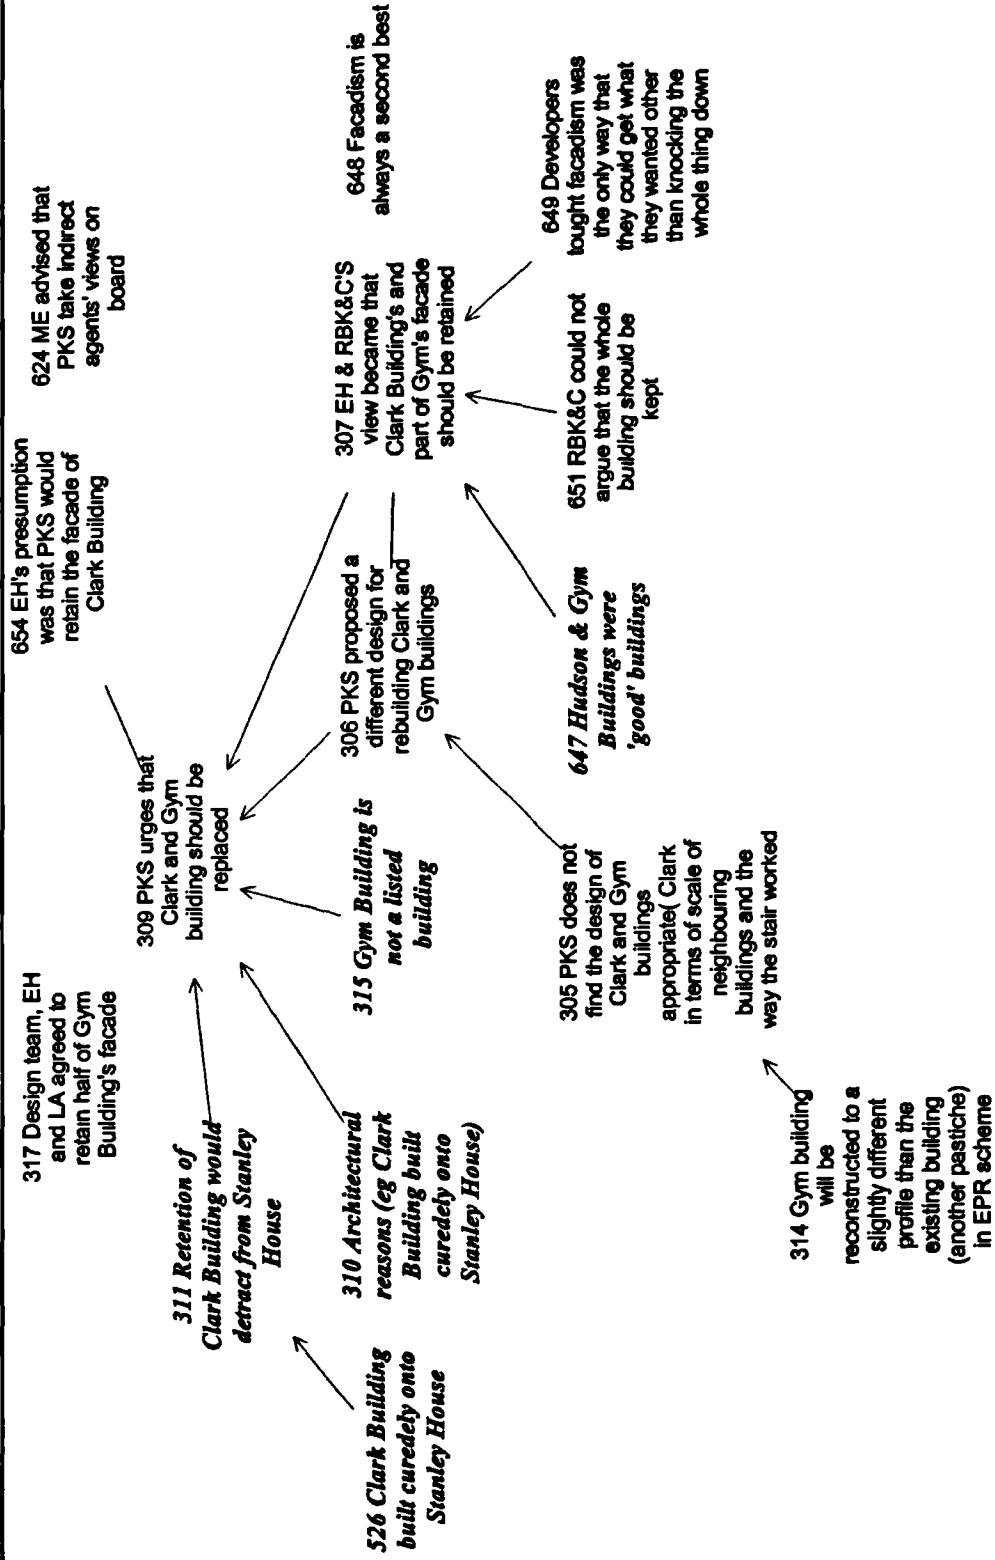 317 Design team, EH
and LA agreed to
retain half of Gym
Building's facade
654 EH's presumption
was that PKS would
retain the facade of
Clark Building
624 ME advised that
PKS take indirect
agents' views on
board
309 PKS urges that
Clark and Gym
building should be
replaced
311 Retention of
Clark Building would
detract from Stanley
House
310 Architectural
reasons (eg Clark
Building built
curedely onto
Stanley House)
526 Clark Building
built curedely onto
Stanley House
315 Gym Building is
not a listed
building
306 PKS proposed a
different design for
rebuilding Clark and
Gym buildings
307 EH & RBK&C'S
view became that
Clark Building's and
part of Gym's facade
should be retained
648 Facadism is
always a second best
305 PKS does not
find the design of
Clark and Gym
buildings
appropriate( Clark
in terms of scale of
neighbouring
buildings and the
way the stair worked
647 Hudson & Gym
Buildings were
'good' buildings
651 RBK&C could not
argue that the whole
building should be
kept
649 Developers
tought facadism was
the only way that
they could get what
they wanted other
than knocking the
whole thing down
314 Gym building
will be
reconstructed to a
slightly different
profile than the
existing building
(another pastiche)
in EPR scheme